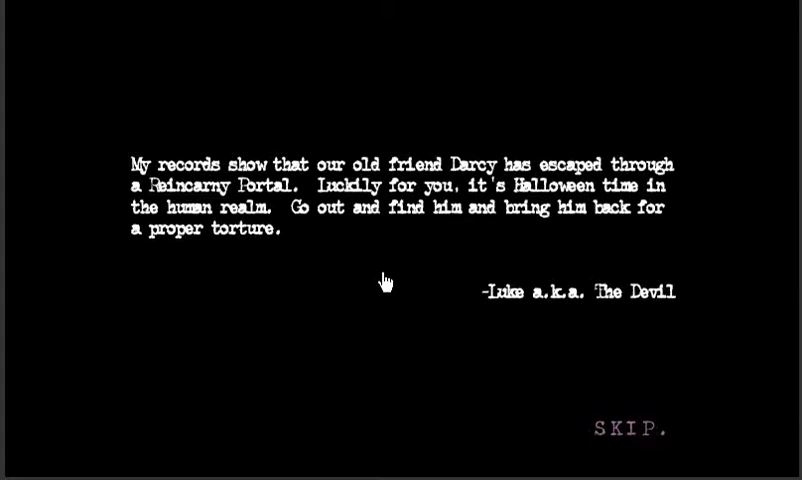 My records show that our old friend Darcy has escaped through
a Reincarny Portal. Luckily for you, it's Halloween time in
the human realm. Go out and find him and bring him back for
a proper torture.
-Luke a.k.a. The Devil
SKIP.